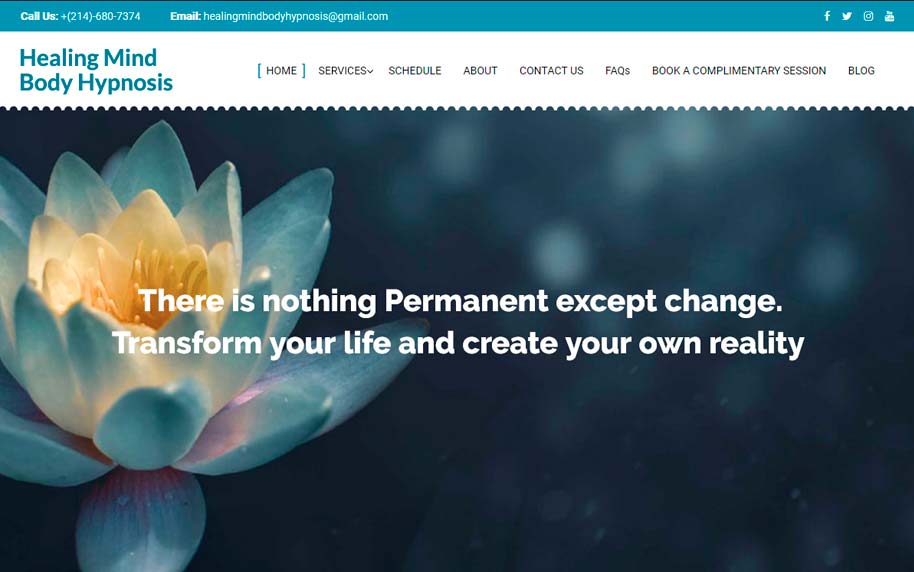 Call Us: +(214)-680-7374 Email: healingmindbodyhypnosis@gmail.com
Healing Mind
Body Hypnosis
[ HOME ] SERVICES SCHEDULE ABOUT CONTACT US FAQs BOOK A COMPLIMENTARY SESSION BLOG
There is nothing Permanent except change.
Transform your life and create your own reality